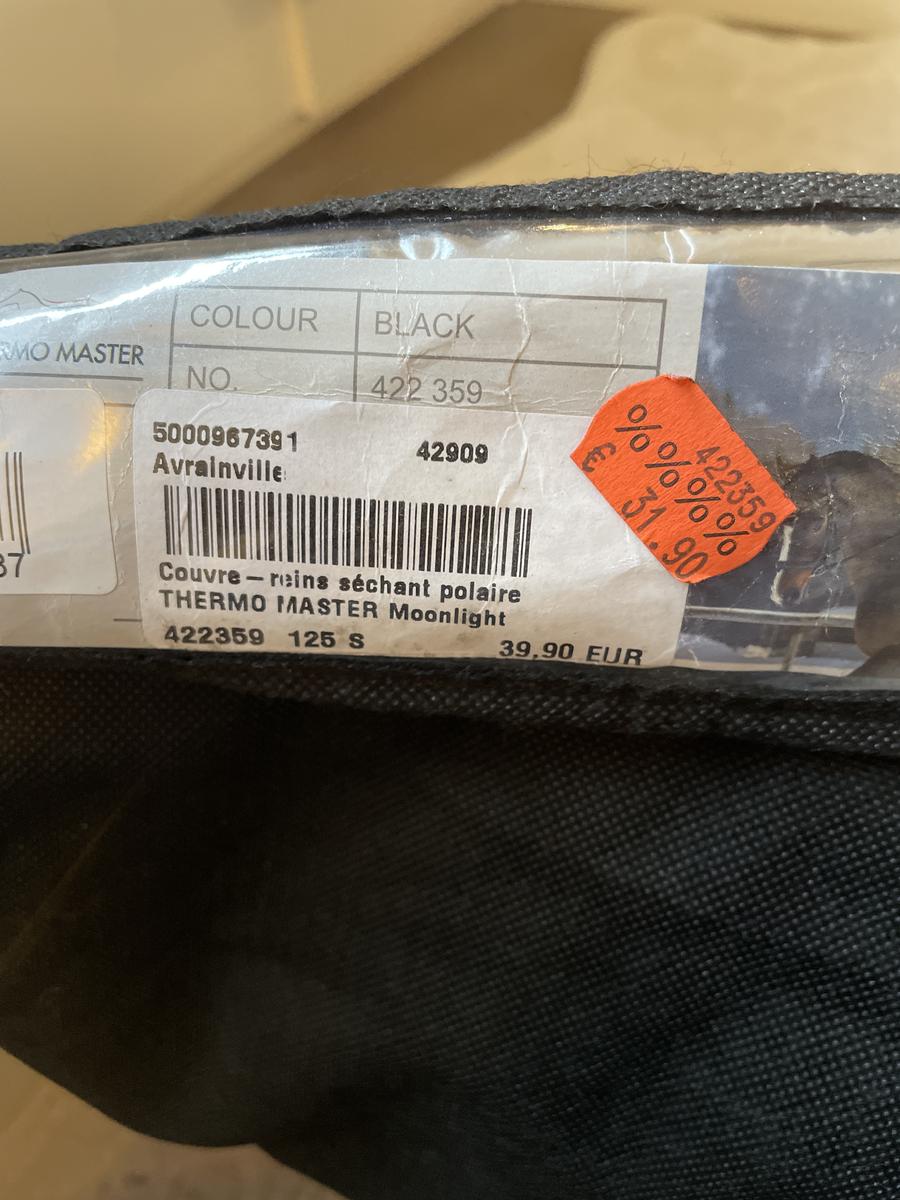 COLOUR BLACK
RMO MASTER
NO. 422 359
5000967391 42909
Avrainville
37
Couvre-reins séchant polaire
THERMO MASTER Moonlight
422359 125 S 39,90 EUR
% % % %
422359
€ 31.90